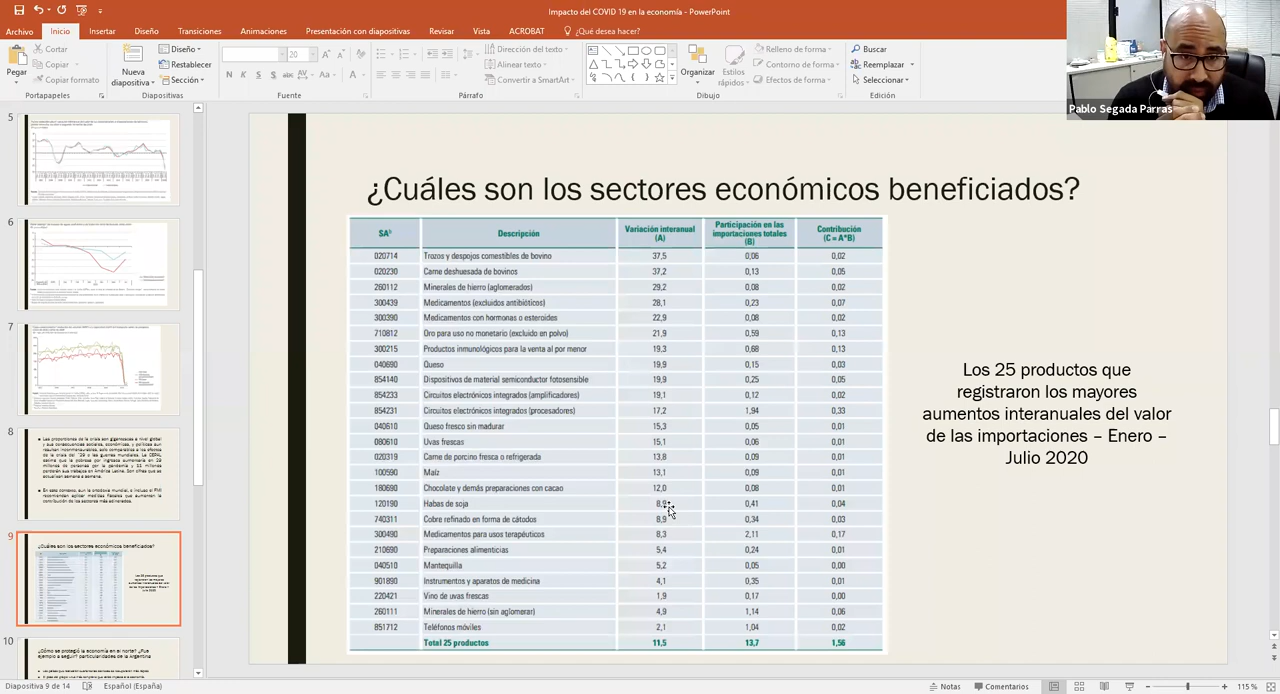 Impacto del COVID 19 en la economía - PowerPoint
Archivo Inicio Insertar Diseño Transiciones Animaciones Presentación con diapositivas Revisar Vista ACROBAT ¿Qué desea hacer?
Pegar
Cortar
Copiar
Copiar formato
Portapapeles
Nueva
diapositiva
Diseño
Restablecer
Sección
Diapositivas
20
N K S S abc AV Aa A
Fuente
Dirección del texto
Alinear texto
Convertir a SmartArt
Párrafo
Organizar
Estilos
rápidos
Relleno de forma
Contorno de forma
Efectos de forma
Dibujo
Buscar
Reemplazar
Seleccionar
Edición
Pablo Segada Parras
5
6
7
8
9
¿Cuáles son los sectores económicos beneficiados?
10
¿Cuáles son los sectores económicos beneficiados?
SAᵇ Descripción Variación interanual (A) Participación en las importaciones totales (B) Contribución (C = A*B)
020714 Trozos y despojos comestibles de bovino 37,5 0,06 0,02
020230 Carne deshuesada de bovinos 37,2 0,13 0,05
260112 Minerales de hierro (aglomerados) 29,2 0,08 0,02
300439 Medicamentos (excluidos antibióticos) 28,1 0,23 0,07
300390 Medicamentos con hormonas o esteroides 22,9 0,08 0,02
710812 Oro para uso no monetario (excluido en polvo) 21,9 0,59 0,13
300215 Productos inmunológicos para la venta al por menor 19,3 0,68 0,13
040690 Queso 19,9 0,15 0,03
854140 Dispositivos de material semiconductor fotosensible 19,9 0,25 0,05
854233 Circuitos electrónicos integrados (amplificadores) 19,1 0,12 0,02
854231 Circuitos electrónicos integrados (procesadores) 17,2 1,94 0,33
040610 Queso fresco sin madurar 15,3 0,05 0,01
080610 Uvas frescas 15,1 0,06 0,01
020319 Carne de porcino fresca o refrigerada 13,8 0,09 0,01
100590 Maíz 13,1 0,09 0,01
180690 Chocolate y demás preparaciones con cacao 12,0 0,08 0,01
120190 Habas de soja 8,9 0,41 0,04
740311 Cobre refinado en forma de cátodos 8,9 0,34 0,03
300490 Medicamentos para usos terapéuticos 8,3 2,11 0,17
210690 Preparaciones alimenticias 5,4 0,24 0,01
040510 Mantequilla 5,2 0,05 0,00
901890 Instrumentos y aparatos de medicina 4,1 0,35 0,01
220421 Vino de uvas frescas 1,9 0,17 0,00
260111 Minerales de hierro (sin aglomerar) 4,9 1,14 0,06
851712 Teléfonos móviles 2,1 1,04 0,02
Total 25 productos 11,5 13,7 1,56
Los 25 productos que
registraron los mayores
aumentos interanuales del valor
de las importaciones – Enero –
Julio 2020
Diapositiva 9 de 14 Español (España) Notas Comentarios 115 %